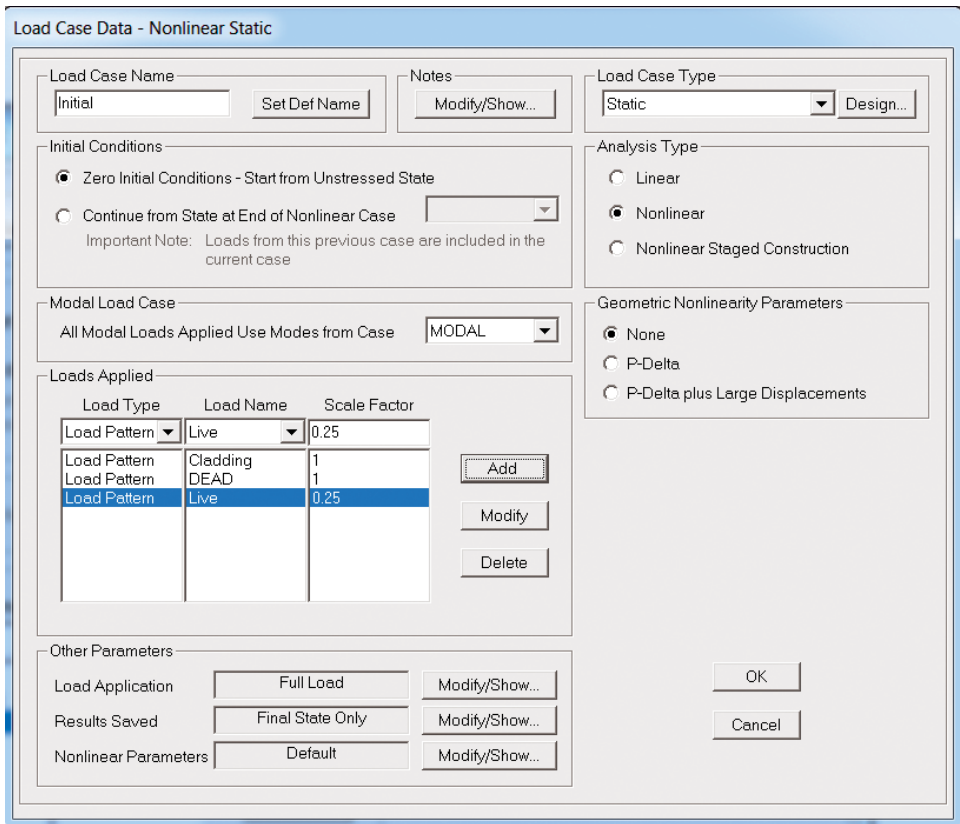 Load Case Data - Nonlinear Static
Load Case Name
Initial
Set Def Name
Notes
Modify/Show...
Load Case Type
Static
Design...
Initial Conditions
Zero Initial Conditions - Start from Unstressed State
Continue from State at End of Nonlinear Case
Important Note: Loads from this previous case are included in the
current case
Analysis Type
Linear
Nonlinear
Nonlinear Staged Construction
Modal Load Case
All Modal Loads Applied Use Modes from Case
MODAL
Geometric Nonlinearity Parameters
None
P-Delta
P-Delta plus Large Displacements
Loads Applied
Load Type Load Name Scale Factor
Load Pattern Live 0.25
Load Pattern Cladding 1
Load Pattern DEAD 1
Load Pattern Live 0.25
Add
Modify
Delete
Other Parameters
Load Application Full Load Modify/Show...
Results Saved Final State Only Modify/Show...
Nonlinear Parameters Default Modify/Show...
OK
Cancel